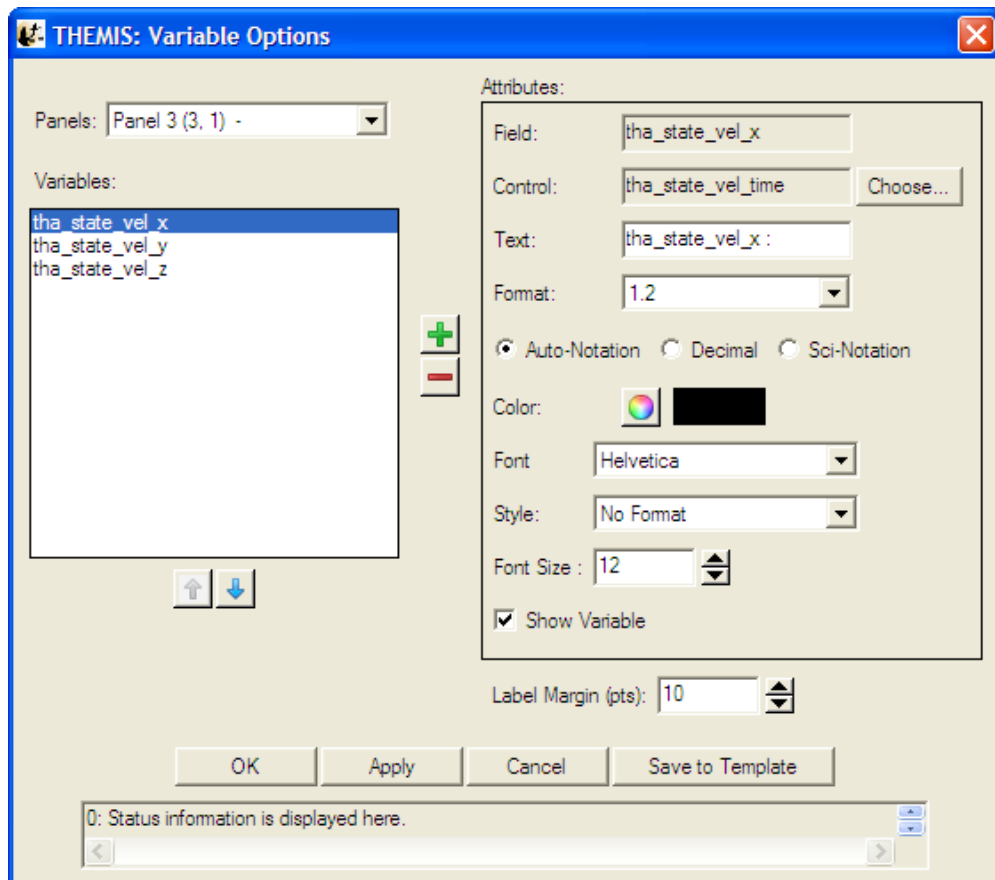 THEMIS: Variable Options
Panels: Panel 3 (3, 1) -
Variables:
tha_state_vel_x
tha_state_vel_y
tha_state_vel_z
Attributes:
Field: tha_state_vel_x
Control: tha_state_vel_time Choose...
Text: tha_state_vel_x :
Format: 1.2
Auto-Notation Decimal Sci-Notation
Color:
Font Helvetica
Style: No Format
Font Size : 12
Show Variable
Label Margin (pts): 10
OK Apply Cancel Save to Template
0: Status information is displayed here.